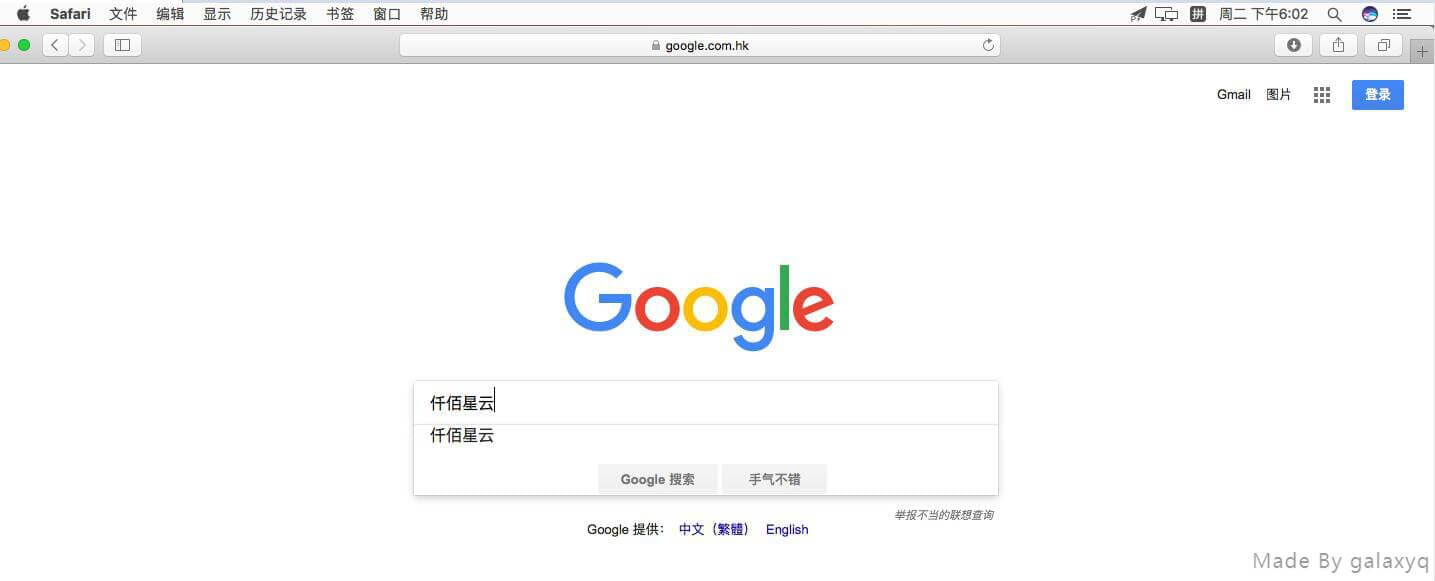 Safari 文件 编辑 显示 历史记录 书签 窗口 帮助 拼 周二 下午6:02
google.com.hk
Gmail 图片 登录
Google
仟佰星云
仟佰星云
Google 搜索 手气不错
举报不当的联想查询
Google 提供： 中文（繁體） English
Made By galaxyq